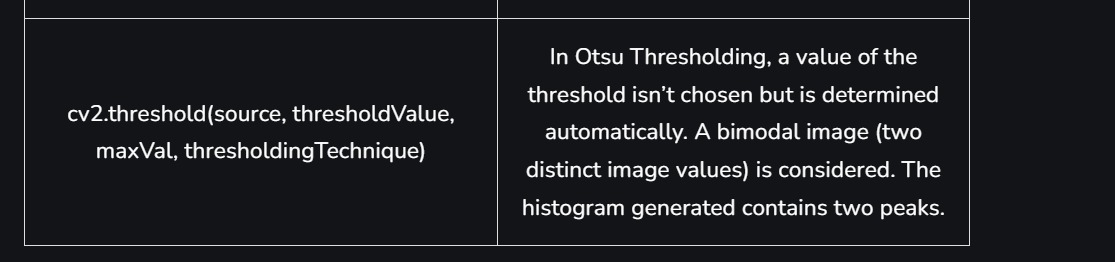 cv2.threshold(source, thresholdValue,
maxVal, thresholdingTechnique)
In Otsu Thresholding, a value of the
threshold isn’t chosen but is determined
automatically. A bimodal image (two
distinct image values) is considered. The
histogram generated contains two peaks.